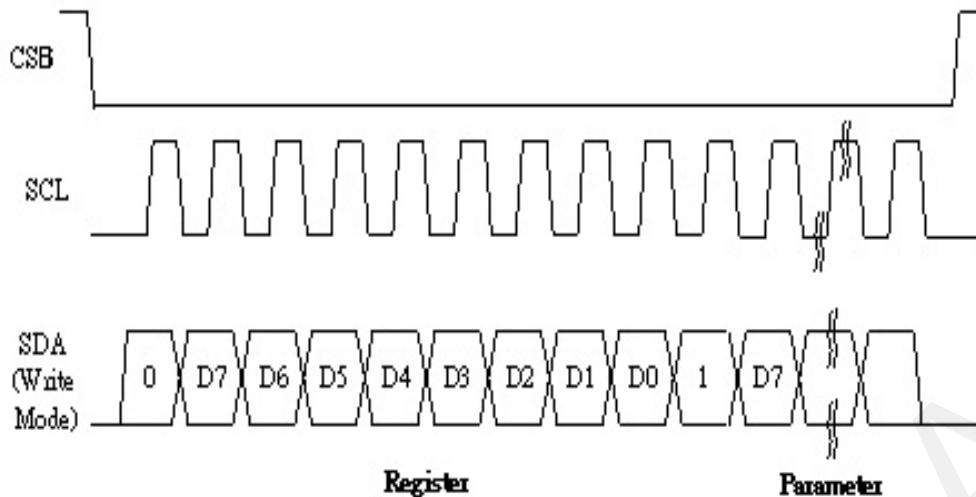 CSB
SCL
SDA
(Write
Mode)
0 D7 D6 D5 D4 D3 D2 D1 D0 1 D7
Register Parameter